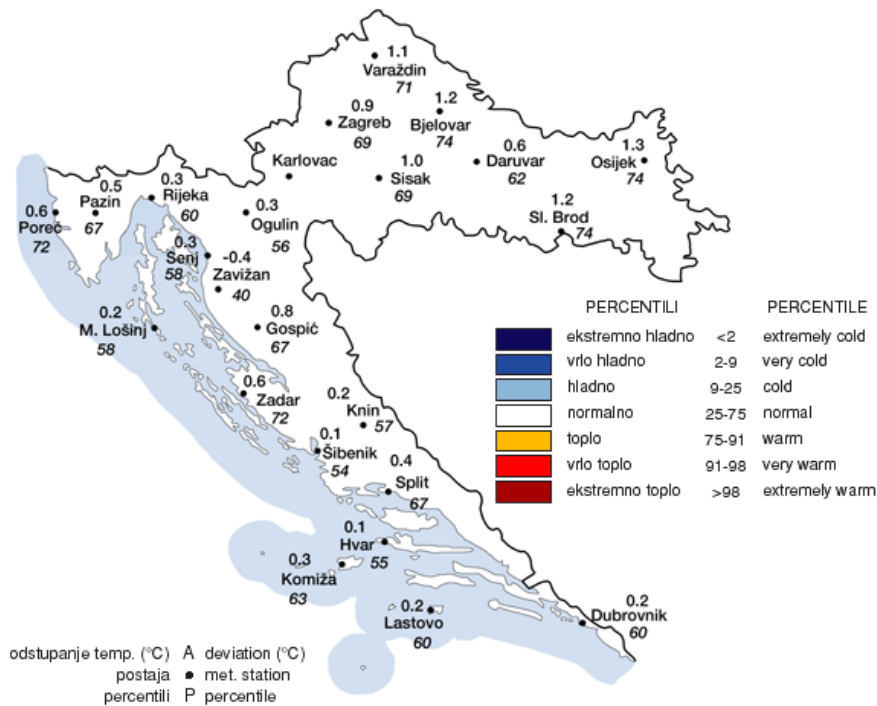 1.1
Varaždin
71
0.9
Zagreb
69
1.2
Bjelovar
74
Karlovac
1.0
Sisak
69
0.6
Daruvar
62
1.3
Osijek
74
1.2
Sl. Brod
74
0.5
Pazin
67
0.3
Rijeka
60
0.6
Poreč
72
0.3
Ogulin
56
0.3
Senj
58
-0.4
Zavižan
40
0.2
M. Lošinj
58
0.8
Gospić
67
0.6
Zadar
72
0.2
Knin
57
0.1
Šibenik
54
0.4
Split
67
0.1
Hvar
55
0.3
Komiža
63
0.2
Lastovo
60
0.2
Dubrovnik
60
PERCENTILI PERCENTILE
ekstremno hladno <2 extremely cold
vrlo hladno 2-9 very cold
hladno 9-25 cold
normalno 25-75 normal
toplo 75-91 warm
vrlo toplo 91-98 very warm
ekstremno toplo >98 extremely warm
odstupanje temp. (°C) A deviation (°C)
postaja met. station
percentili P percentile